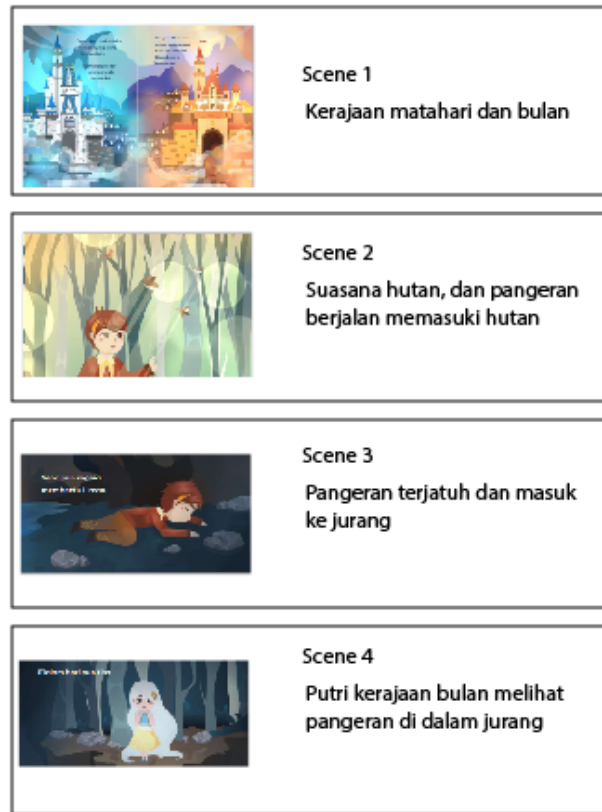 Scene 1
Kerajaan matahari dan bulan
Scene 2
Suasana hutan, dan pangeran
berjalan memasuki hutan
Scene 3
Pangeran terjatuh dan masuk
ke jurang
Scene 4
Putri kerajaan bulan melihat
pangeran di dalam jurang